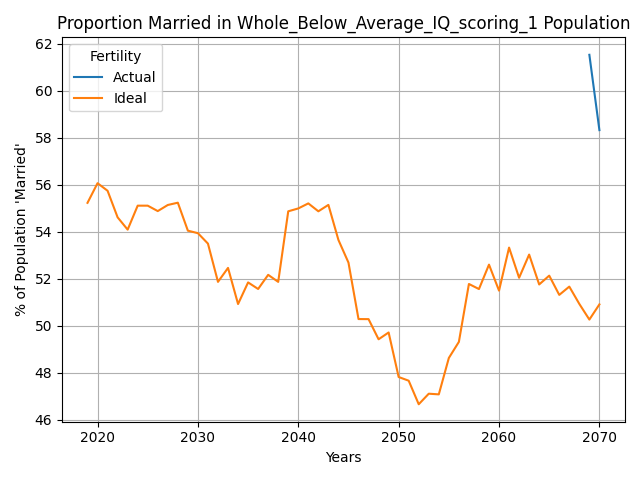 Proportion Married in Whole_Below_Average_IQ_scoring_1 Population
% of Population 'Married'
62
60
58
56
54
52
50
48
46
Fertility
Actual
Ideal
2020 2030 2040 2050 2060 2070
Years